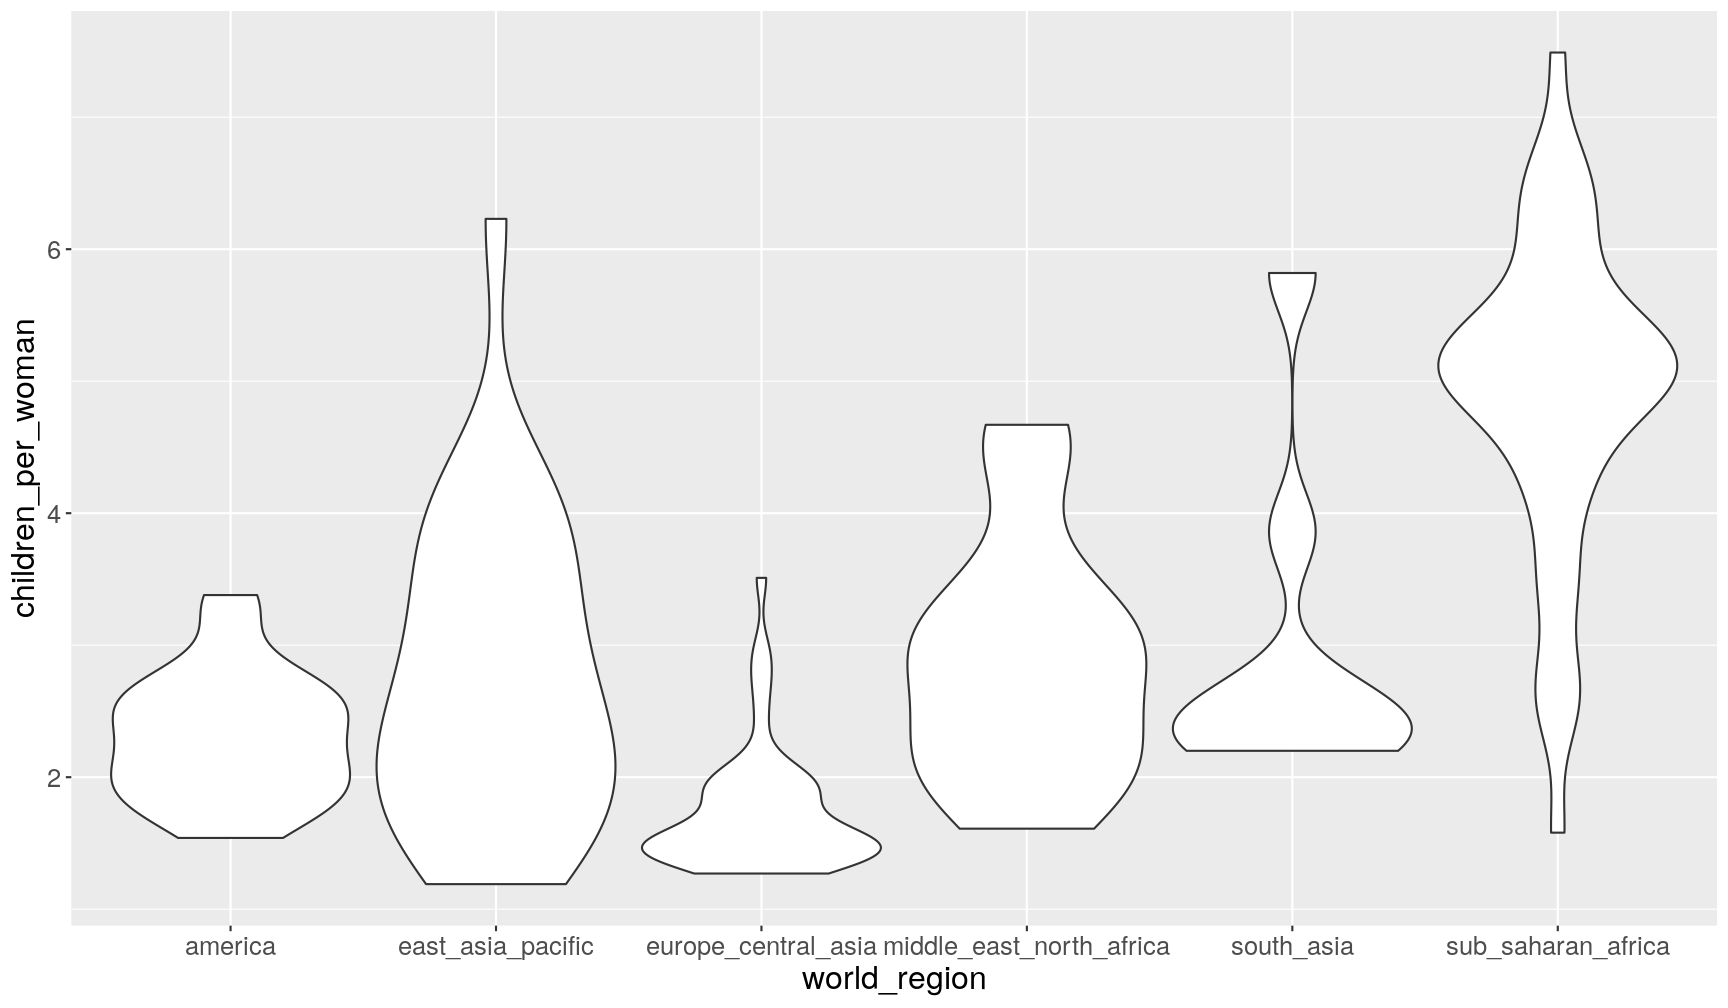 children_per_woman
6
4
2
america east_asia_pacific europe_central_asia middle_east_north_africa south_asia sub_saharan_africa
world_region